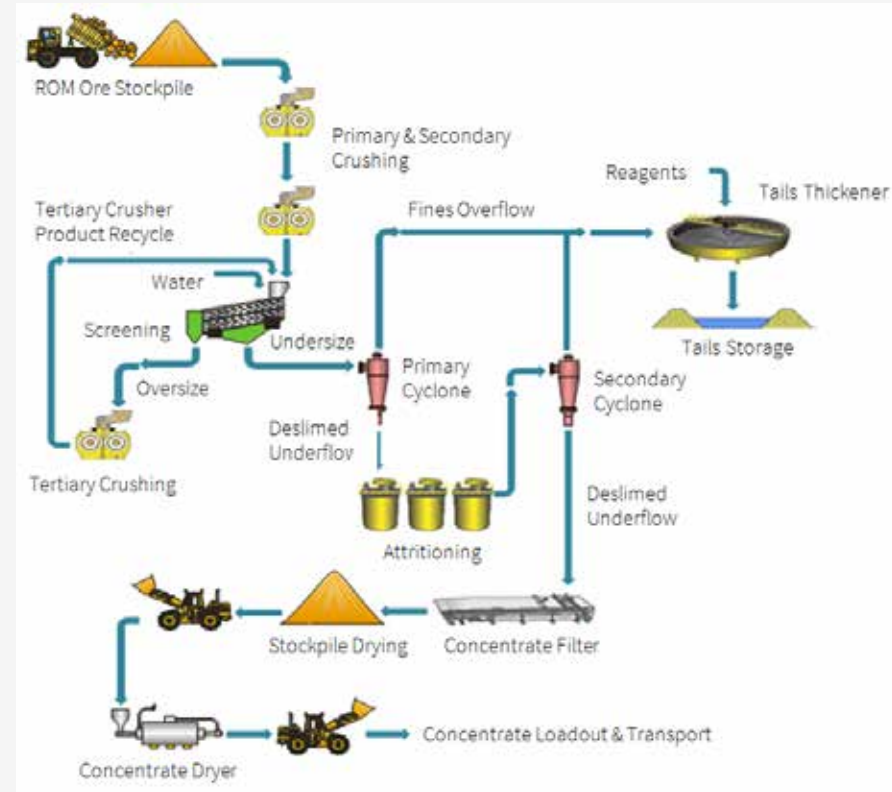 ROM Ore Stockpile
Primary & Secondary
Crushing
Reagents
Tails Thickener
Tertiary Crusher
Product Recycle
Fines Overflow
Water
Screening
Undersize
Tails Storage
Oversize
Primary
Cyclone
Secondary
Cyclone
Deslimed
Underflov
Tertiary Crushing
Deslimed
Underflow
Attritioning
Stockpile Drying
Concentrate Filter
Concentrate Loadout & Transport
Concentrate Dryer